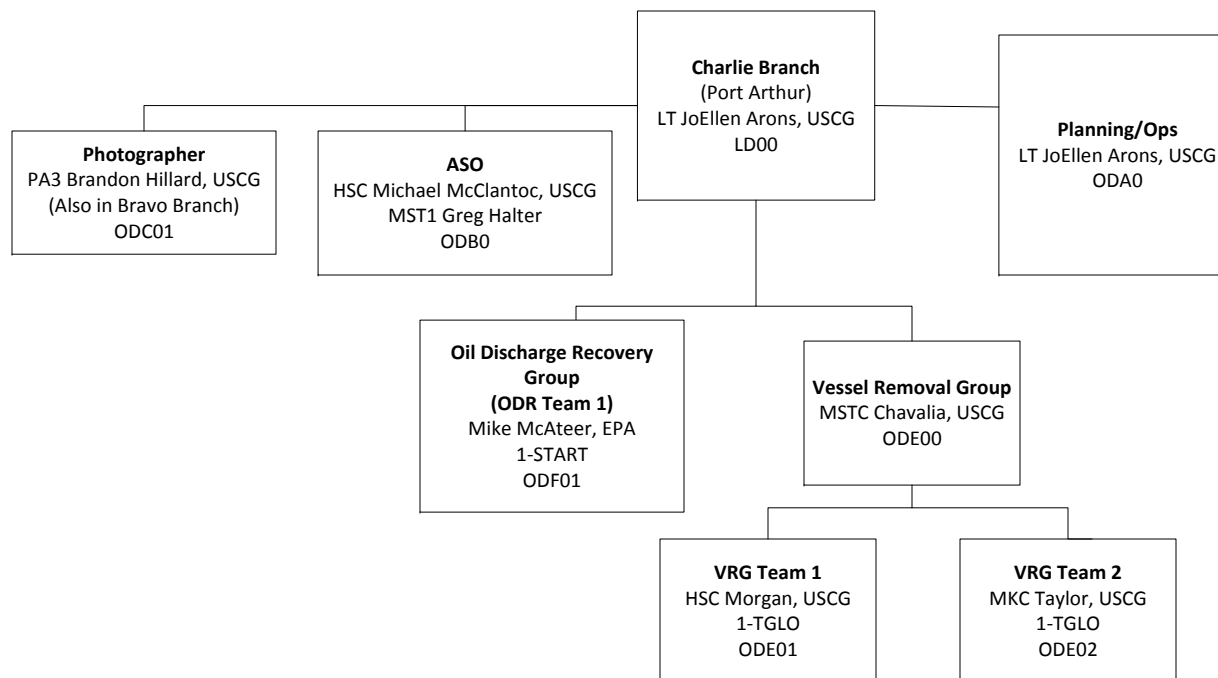 Charlie Branch
(Port Arthur)
LT JoEllen Arons, USCG
LD00
Planning/Ops
LT JoEllen Arons, USCG
ODA0
Photographer
PA3 Brandon Hillard, USCG
(Also in Bravo Branch)
ODC01
ASO
HSC Michael McClantoc, USCG
MST1 Greg Halter
ODB0
Oil Discharge Recovery
Group
(ODR Team 1)
Mike McAteer, EPA
1-START
ODF01
Vessel Removal Group
MSTC Chavalia, USCG
ODE00
VRG Team 1
HSC Morgan, USCG
1-TGLO
ODE01
VRG Team 2
MKC Taylor, USCG
1-TGLO
ODE02